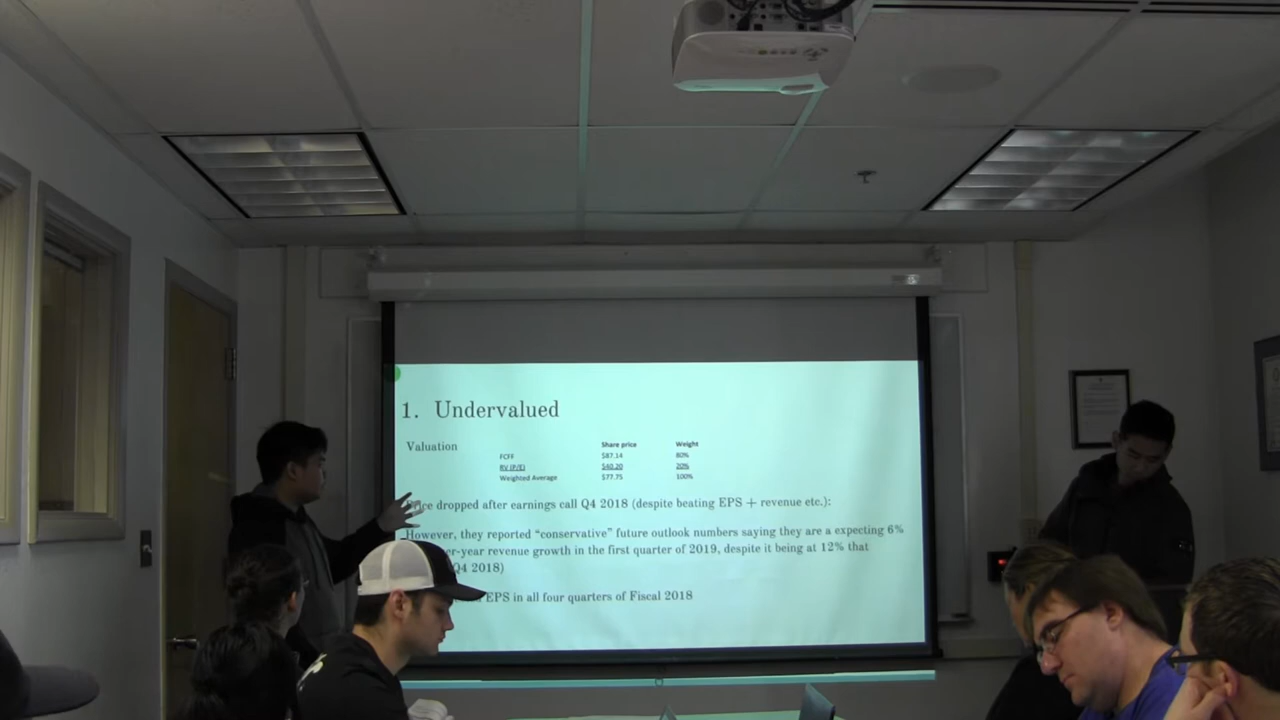 1. Undervalued
Valuation
Share price Weight
FCFF $87.14 80%
RV (P/E) $40.20 20%
Weighted Average $77.75 100%
Price dropped after earnings call Q4 2018 (despite beating EPS + revenue etc.):
However, they reported “conservative” future outlook numbers saying they are a expecting 6%
er-year revenue growth in the first quarter of 2019, despite it being at 12% that
Q4 2018)
EPS in all four quarters of Fiscal 2018